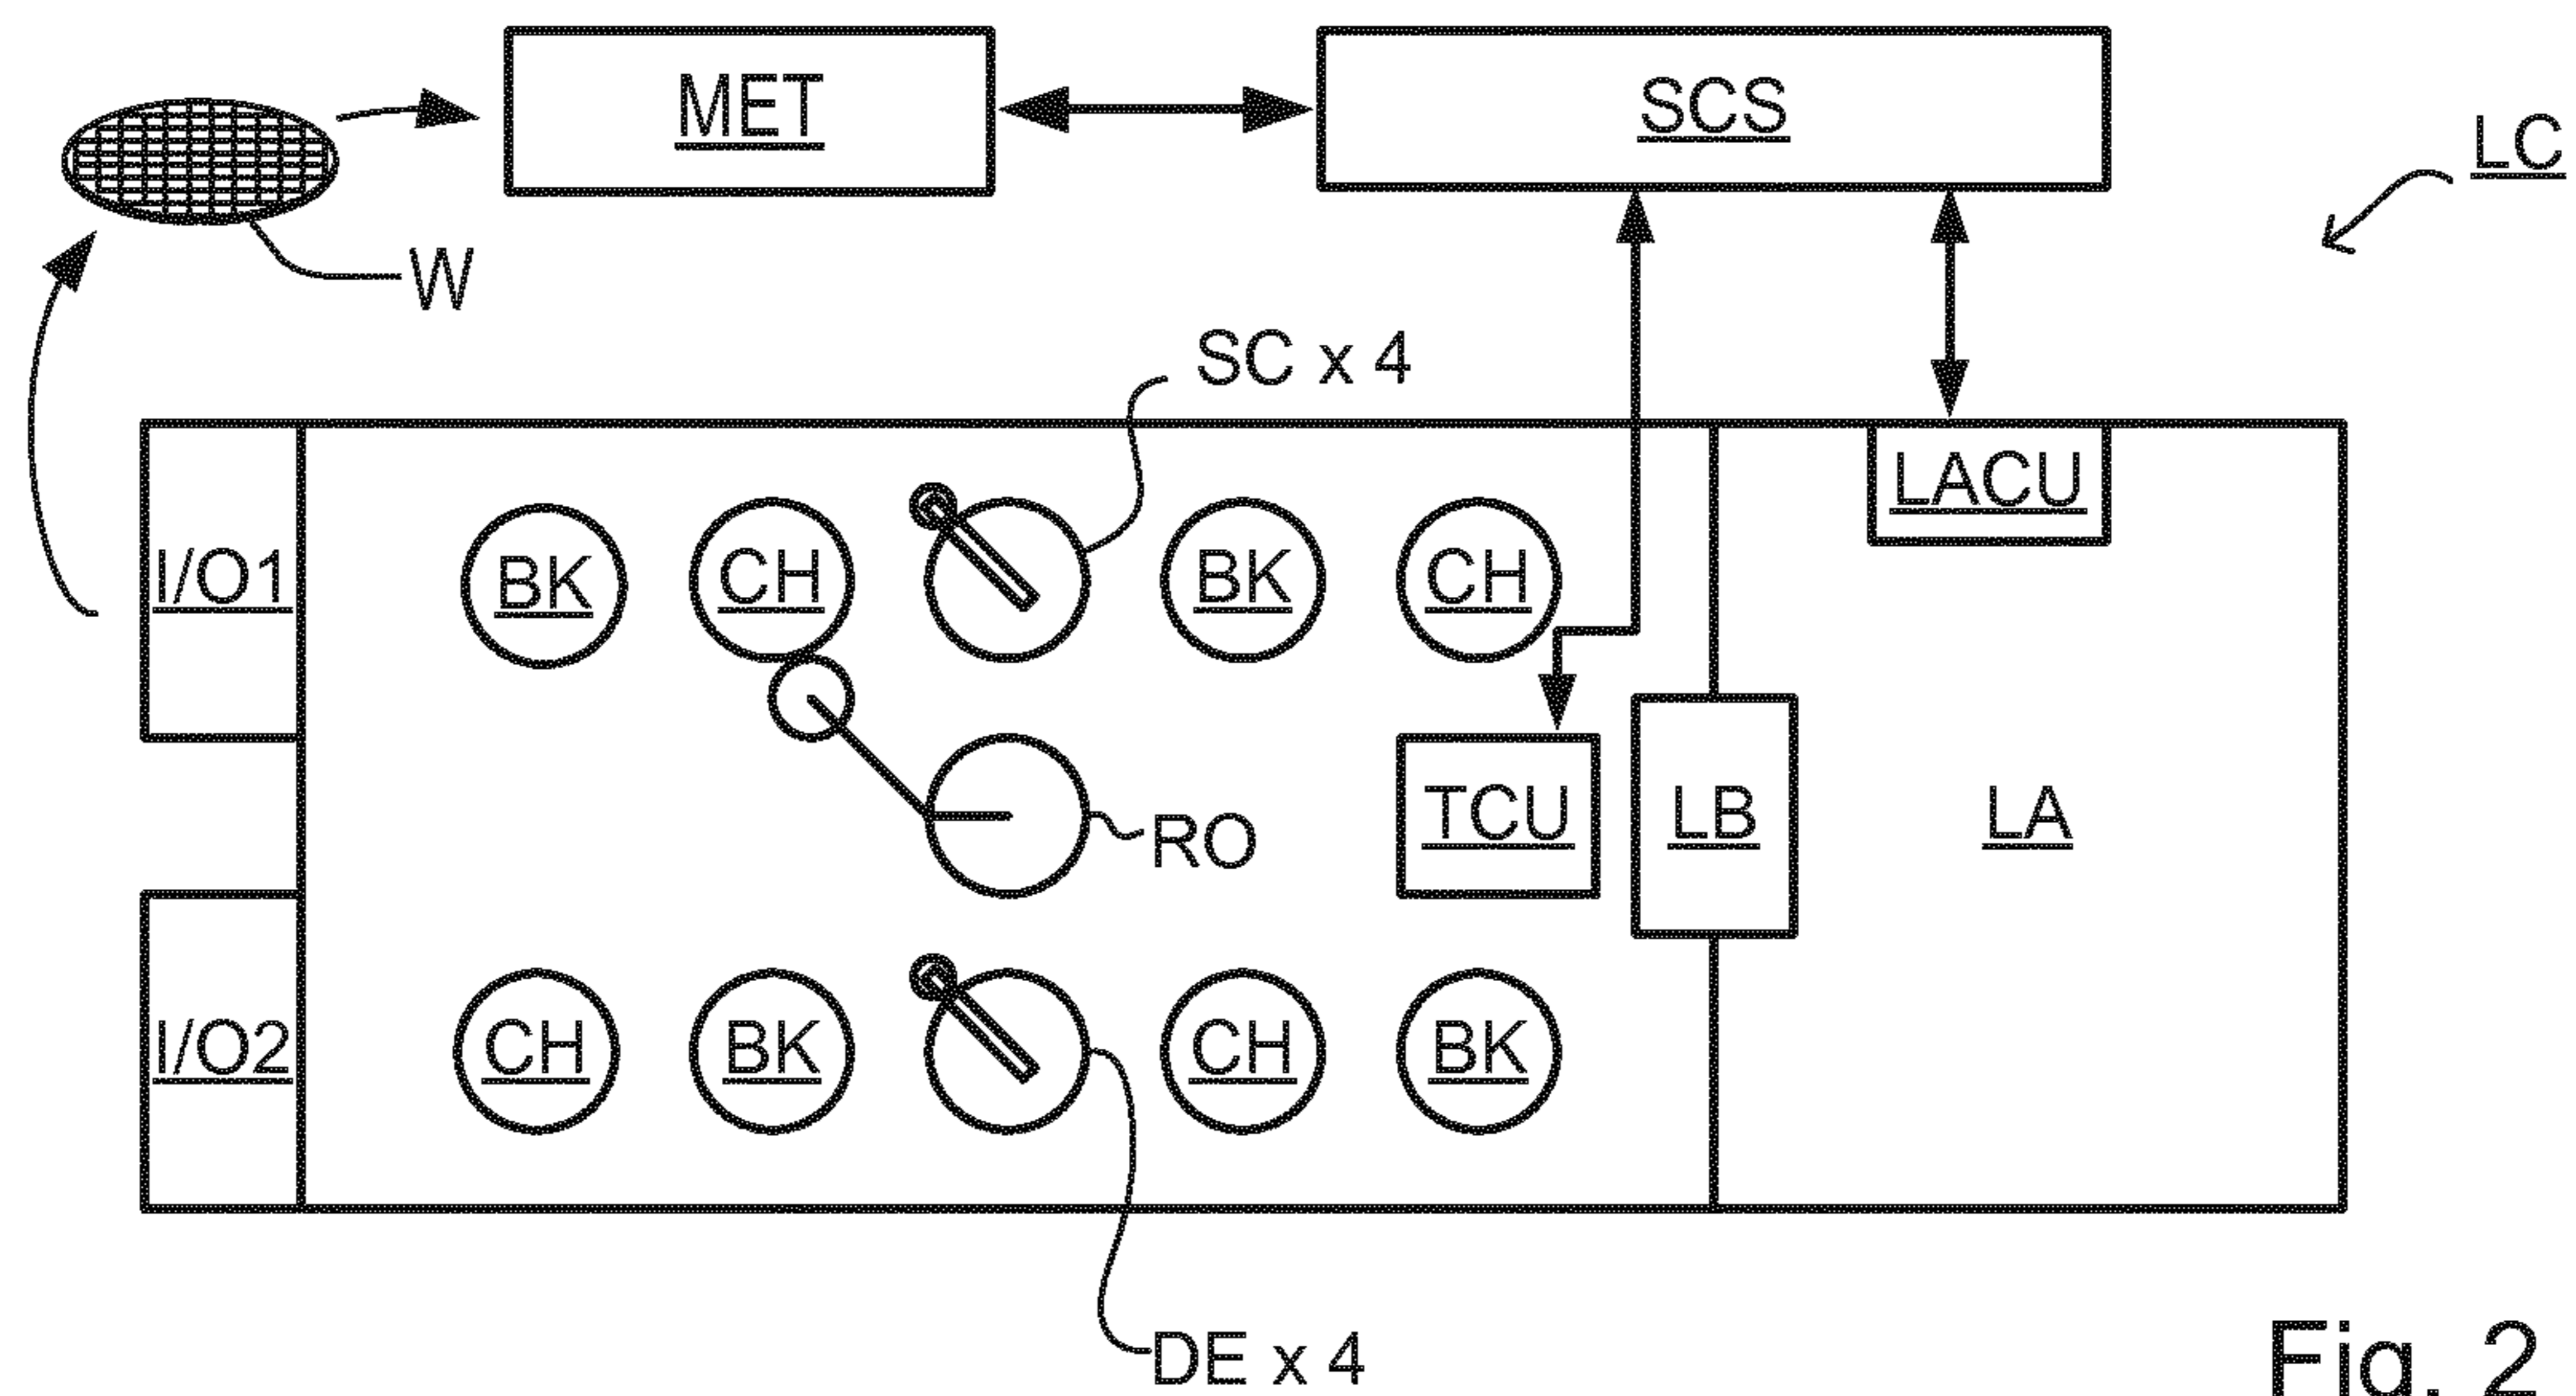 MET
SCS
LC
W
SC x 4
LACU
I/O1
BK
CH
BK
CH
TCU
LB
LA
RO
I/O2
CH
BK
CH
BK
DE x 4
Fig. 2